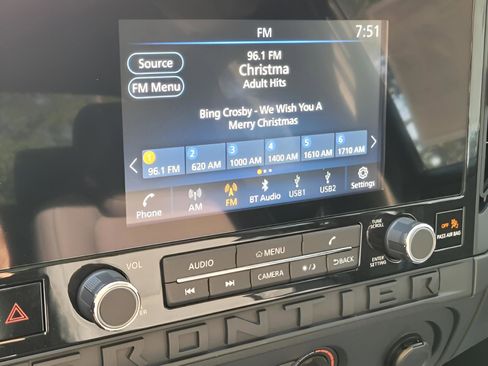 FM
7:51
Source
FM Menu
96.1 FM
Christma
Adult Hits
Bing Crosby - We Wish You A
Merry Christmas
1 2 3 4 5 6
96.1 FM 620 AM 1000 AM 1400 AM 1610 AM 1710 AM
Phone AM FM BT Audio USB1 USB2 Settings
VOL
AUDIO
MENU
CAMERA
BACK
TUNE
SCROLL
ENTER
SETTING
OFF
PASS AIR BAG
FRONTIER